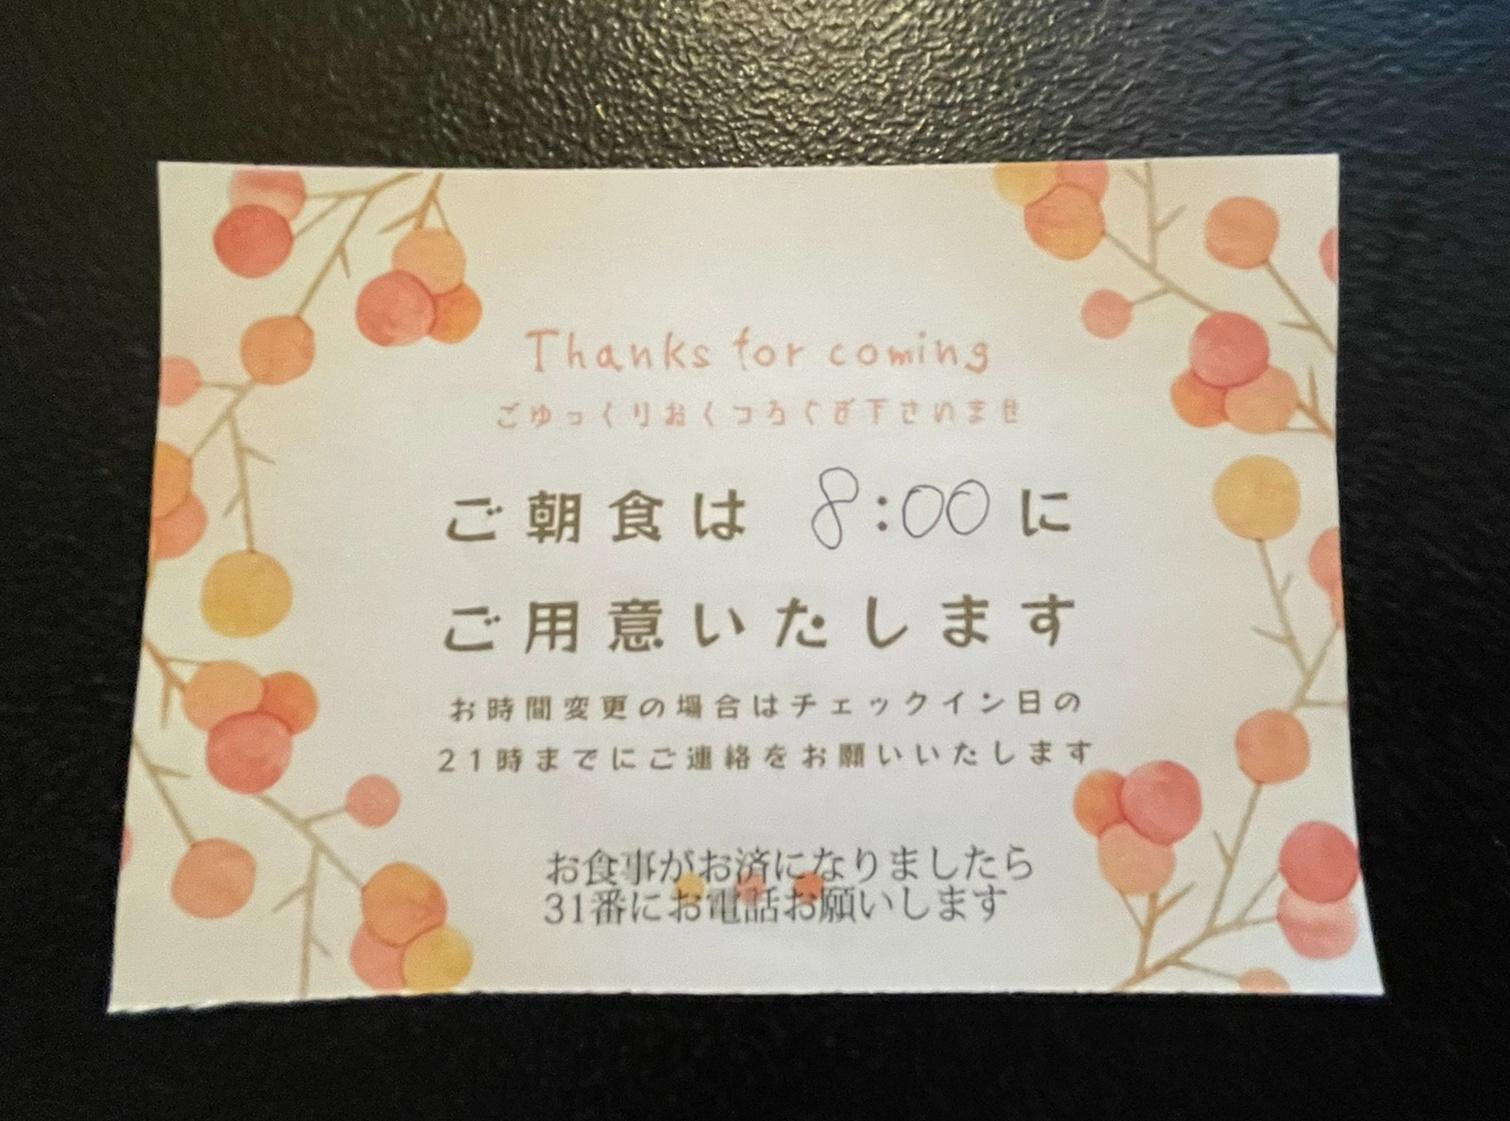 Thanks for coming
ごゆっくりおくつろぎ下さいませ
ご朝食は 8:00 に
ご用意いたします
お時間変更の場合はチェックイン日の
21時までにご連絡をお願いいたします
お食事がお済になりましたら
31番にお電話お願いします